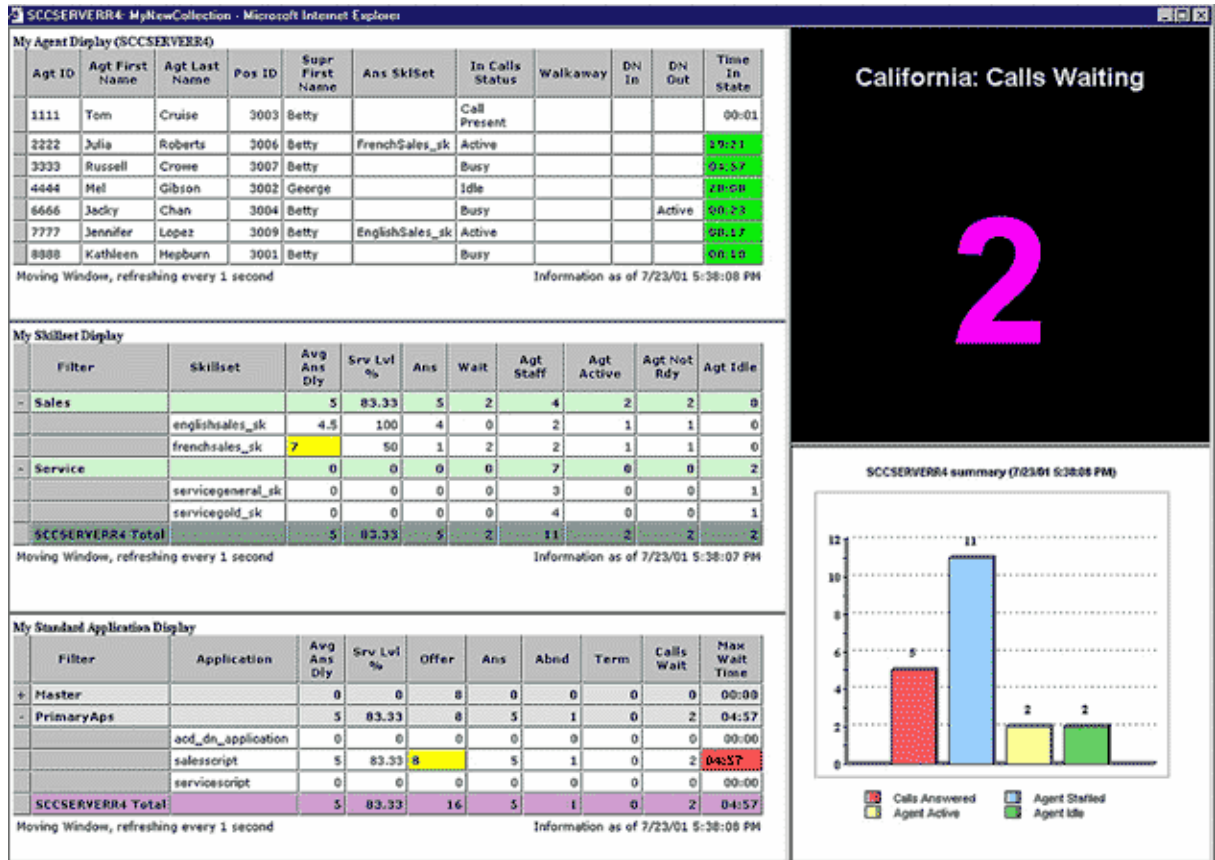 SCCSERVERR4: MyNewCollection - Microsoft Internet Explorer
My Agent Display (SCCSERVERR4)
Agt ID Agt First Name Agt Last Name Pos ID Supr First Name Ans SklSet In Calls Status Walkaway DN In DN Out Time In State
1111 Tom Cruise 3003 Betty Call Present 00:01
2222 Julia Roberts 3006 Betty FrenchSales_sk Active
3333 Russell Crowe 3007 Betty Busy 04:57
4444 Mel Gibson 3002 George Idle
6666 Jacky Chan 3004 Betty Busy Active 00:23
7777 Jennifer Lopez 3009 Betty EnglishSales_sk Active 00:17
8888 Kathleen Hepburn 3001 Betty Busy 00:10
Moving Window, refreshing every 1 second Information as of 7/23/01 5:38:08 PM
My Skillset Display
Filter Skillset Avg Ans Dly Srv Lvl % Ans Wait Agt Staff Agt Active Agt Not Rdy Agt Idle
- Sales 5 83.33 5 2 4 2 2 0
englishsales_sk 4.5 100 4 0 2 1 1 0
frenchsales_sk 7 50 1 2 2 1 1 0
- Service 0 0 0 0 7 0 0 2
servicegeneral_sk 0 0 0 0 3 0 0 1
servicegold_sk 0 0 0 0 4 0 0 1
SCCSERVERR4 Total 5 83.33 5 2 11 2 2 2
Moving Window, refreshing every 1 second Information as of 7/23/01 5:38:07 PM
My Standard Application Display
Filter Application Avg Ans Dly Srv Lvl % Offer Ans Abnd Term Calls Wait Max Wait Time
+ Master 0 0 8 0 0 0 0 00:00
- PrimaryAps 5 83.33 8 5 1 0 2 04:57
acd_dn_application 0 0 0 0 0 0 0 00:00
salesscript 5 83.33 8 5 1 0 2 04:57
servicescript 0 0 0 0 0 0 0 00:00
SCCSERVERR4 Total 5 83.33 16 5 1 0 2 04:57
Moving Window, refreshing every 1 second Information as of 7/23/01 5:38:08 PM
California: Calls Waiting
2
SCCSERVERR4 summary (7/23/01 5:38:08 PM)
12
10
8
6
4
2
0
5
11
2
2
Calls Answered Agent Staffed
Agent Active Agent Idle